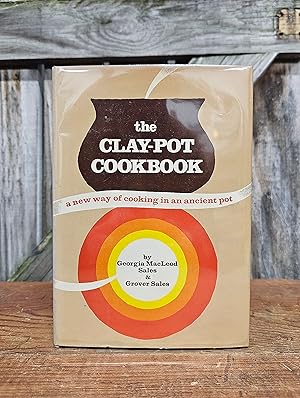 the
CLAY-POT
COOKBOOK
a new way of cooking in an ancient pot
by
Georgia MacLeod
Sales
&
Grover Sales